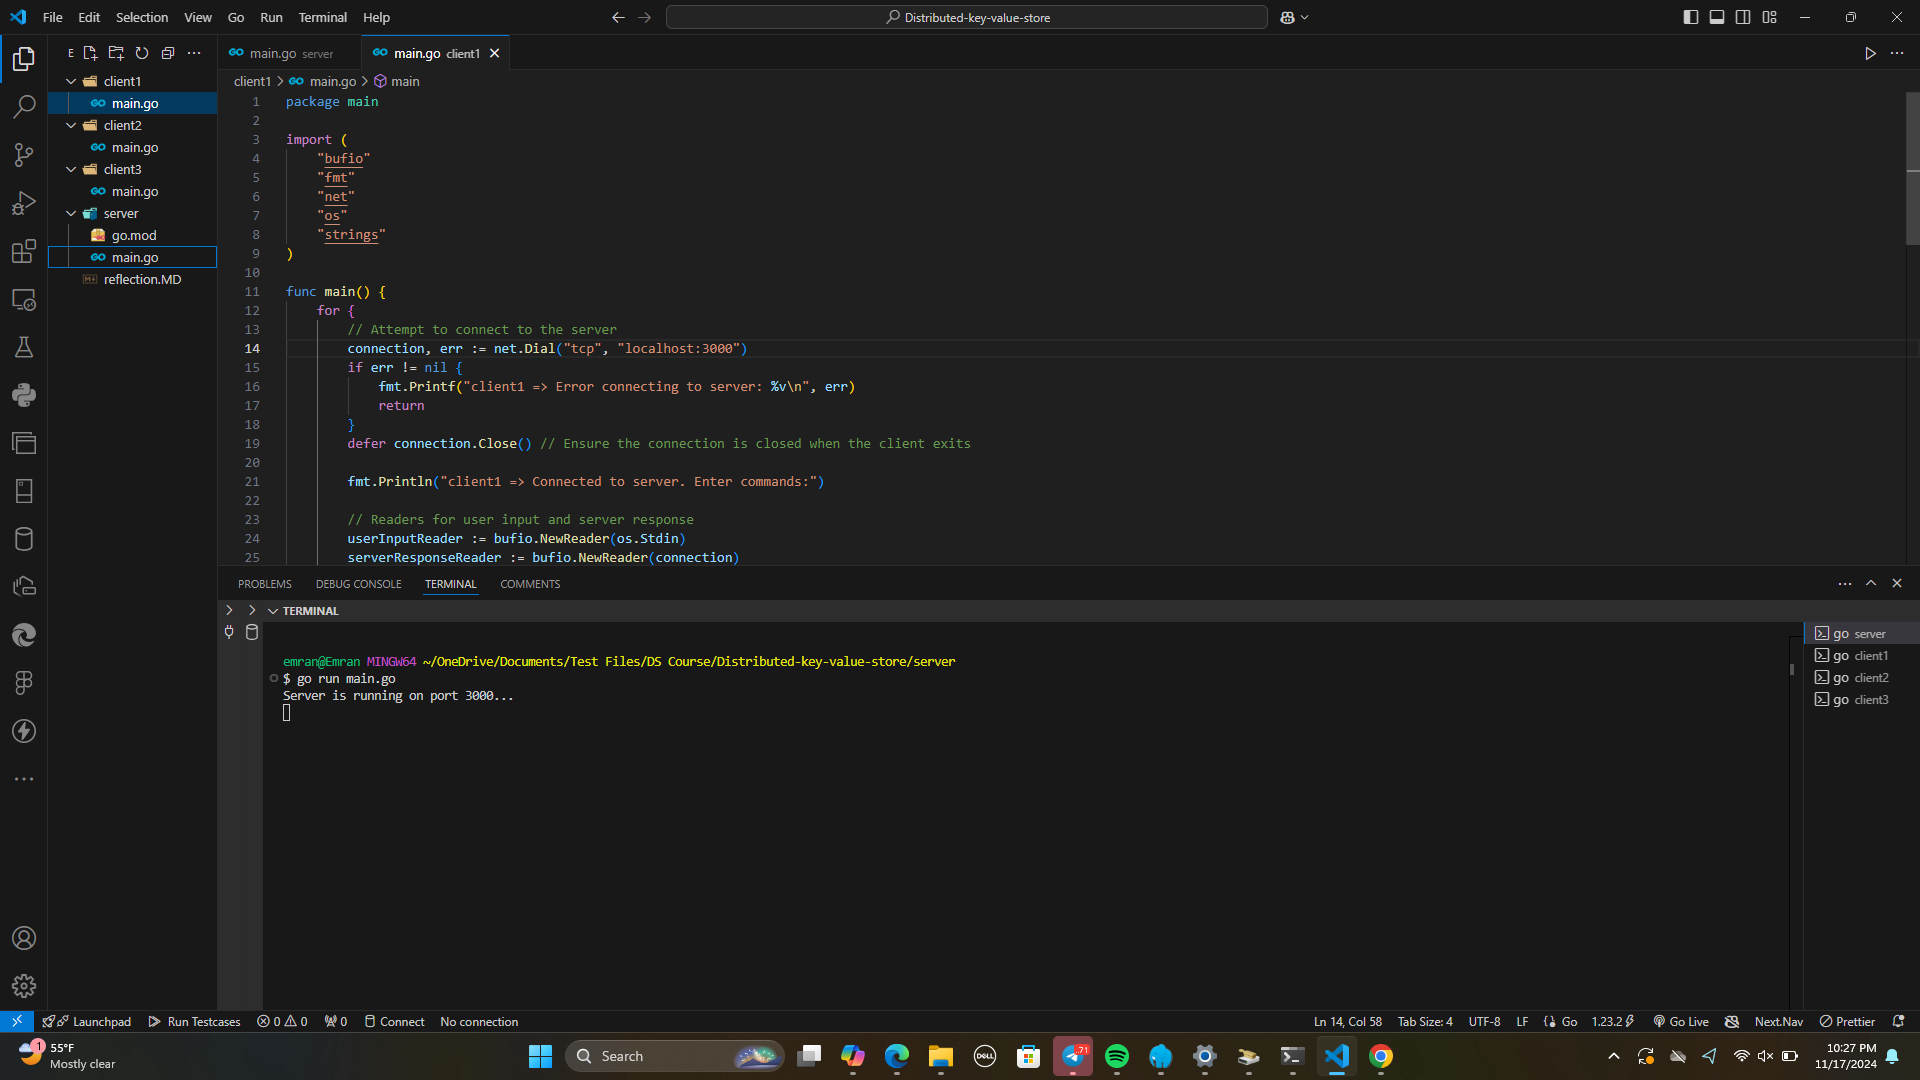 File Edit Selection View Go Run Terminal Help
Distributed-key-value-store
E
client1
main.go
client2
main.go
client3
main.go
server
go.mod
main.go
reflection.MD
main.go server
main.go client1
client1 > main.go > main
1 package main
2
3 import (
4 "bufio"
5 "fmt"
6 "net"
7 "os"
8 "strings"
9 )
10
11 func main() {
12 for {
13 // Attempt to connect to the server
14 connection, err := net.Dial("tcp", "localhost:3000")
15 if err != nil {
16 fmt.Printf("client1 => Error connecting to server: %v\n", err)
17 return
18 }
19 defer connection.Close() // Ensure the connection is closed when the client exits
20
21 fmt.Println("client1 => Connected to server. Enter commands:")
22
23 // Readers for user input and server response
24 userInputReader := bufio.NewReader(os.Stdin)
25 serverResponseReader := bufio.NewReader(connection)
PROBLEMS DEBUG CONSOLE TERMINAL COMMENTS
TERMINAL
emran@Emran MINGW64 ~/OneDrive/Documents/Test Files/DS Course/Distributed-key-value-store/server
$ go run main.go
Server is running on port 3000...
go server
go client1
go client2
go client3
Launchpad Run Testcases 0 0 0 Connect No connection
Ln 14, Col 58 Tab Size: 4 UTF-8 LF Go 1.23.2 Go Live Next.Nav Prettier
1
55°F
Mostly clear
Search
DELL
71
10:27 PM
11/17/2024